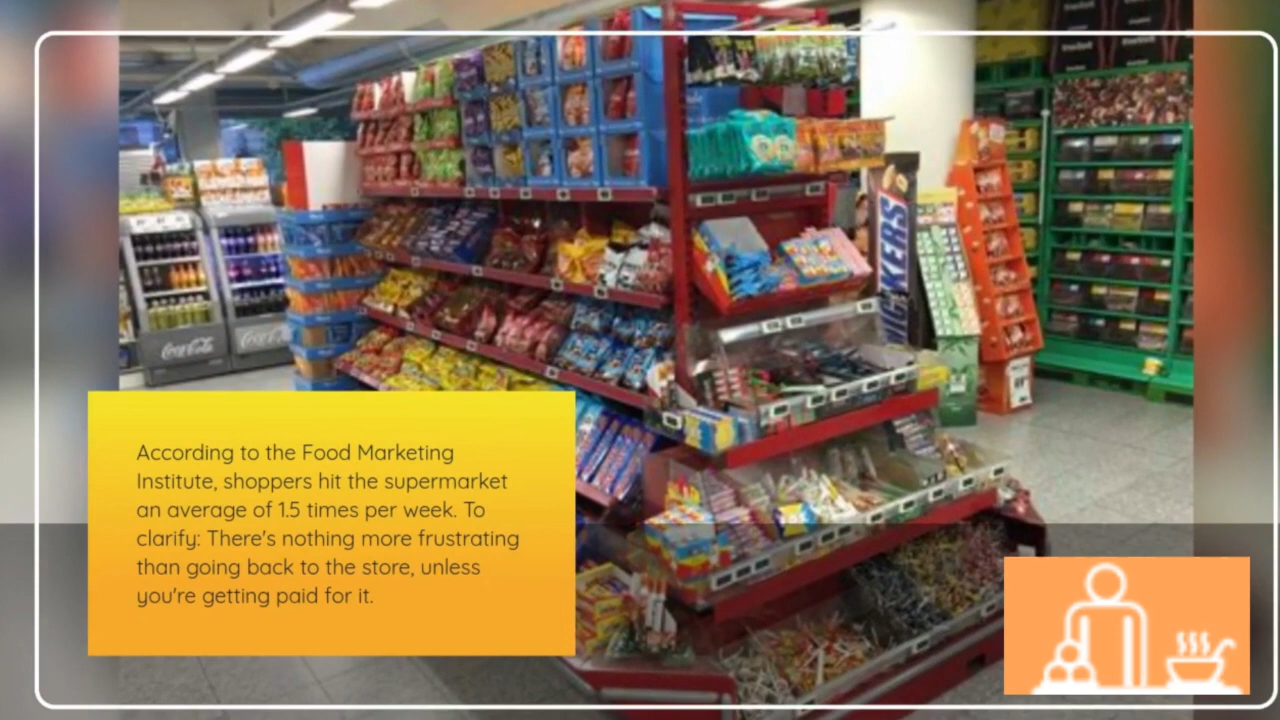 SNICKERS
Coca-Cola
Coca-Cola
According to the Food Marketing
Institute, shoppers hit the supermarket
an average of 1.5 times per week. To
clarify: There's nothing more frustrating
than going back to the store, unless
you're getting paid for it.